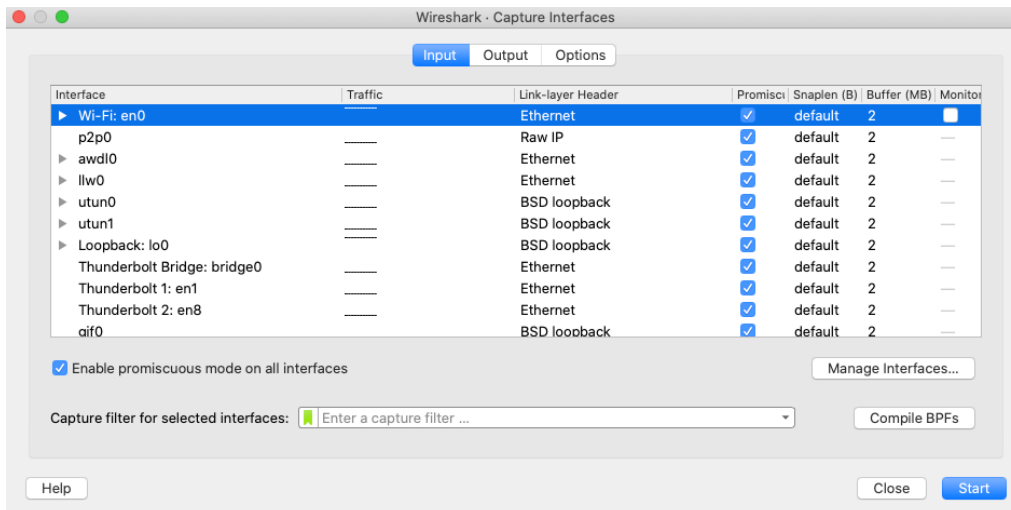 Wireshark · Capture Interfaces
Input Output Options
Interface Traffic Link-layer Header Promisc Snaplen (B) Buffer (MB) Monitor
Wi-Fi: en0 Ethernet default 2
p2p0 Raw IP default 2 —
awdl0 Ethernet default 2 —
llw0 Ethernet default 2 —
utun0 BSD loopback default 2 —
utun1 BSD loopback default 2 —
Loopback: lo0 BSD loopback default 2 —
Thunderbolt Bridge: bridge0 Ethernet default 2 —
Thunderbolt 1: en1 Ethernet default 2 —
Thunderbolt 2: en8 Ethernet default 2 —
gif0 BSD loopback default 2 —
Enable promiscuous mode on all interfaces Manage Interfaces...
Capture filter for selected interfaces: Enter a capture filter ... Compile BPFs
Help Close Start